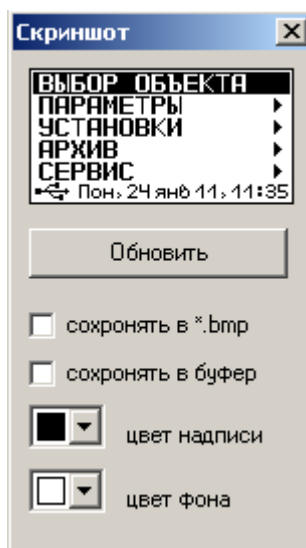 Скриншот
ВЫБОР ОБЪЕКТА
ПАРАМЕТРЫ
УСТАНОВКИ
АРХИВ
СЕРВИС
Пон, 24 янв 11, 11:35
Обновить
сохронять в *.bmp
сохронять в буфер
цвет надписи
цвет фона